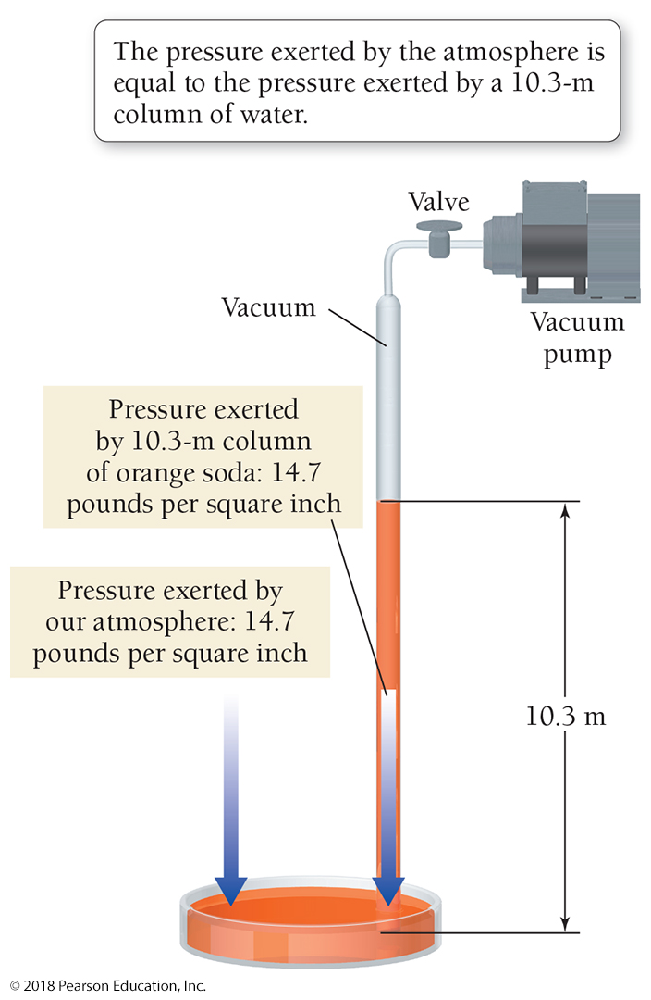 The pressure exerted by the atmosphere is
equal to the pressure exerted by a 10.3-m
column of water.
Valve
Vacuum
Vacuum
pump
Pressure exerted
by 10.3-m column
of orange soda: 14.7
pounds per square inch
Pressure exerted by
our atmosphere: 14.7
pounds per square inch
10.3 m
© 2018 Pearson Education, Inc.